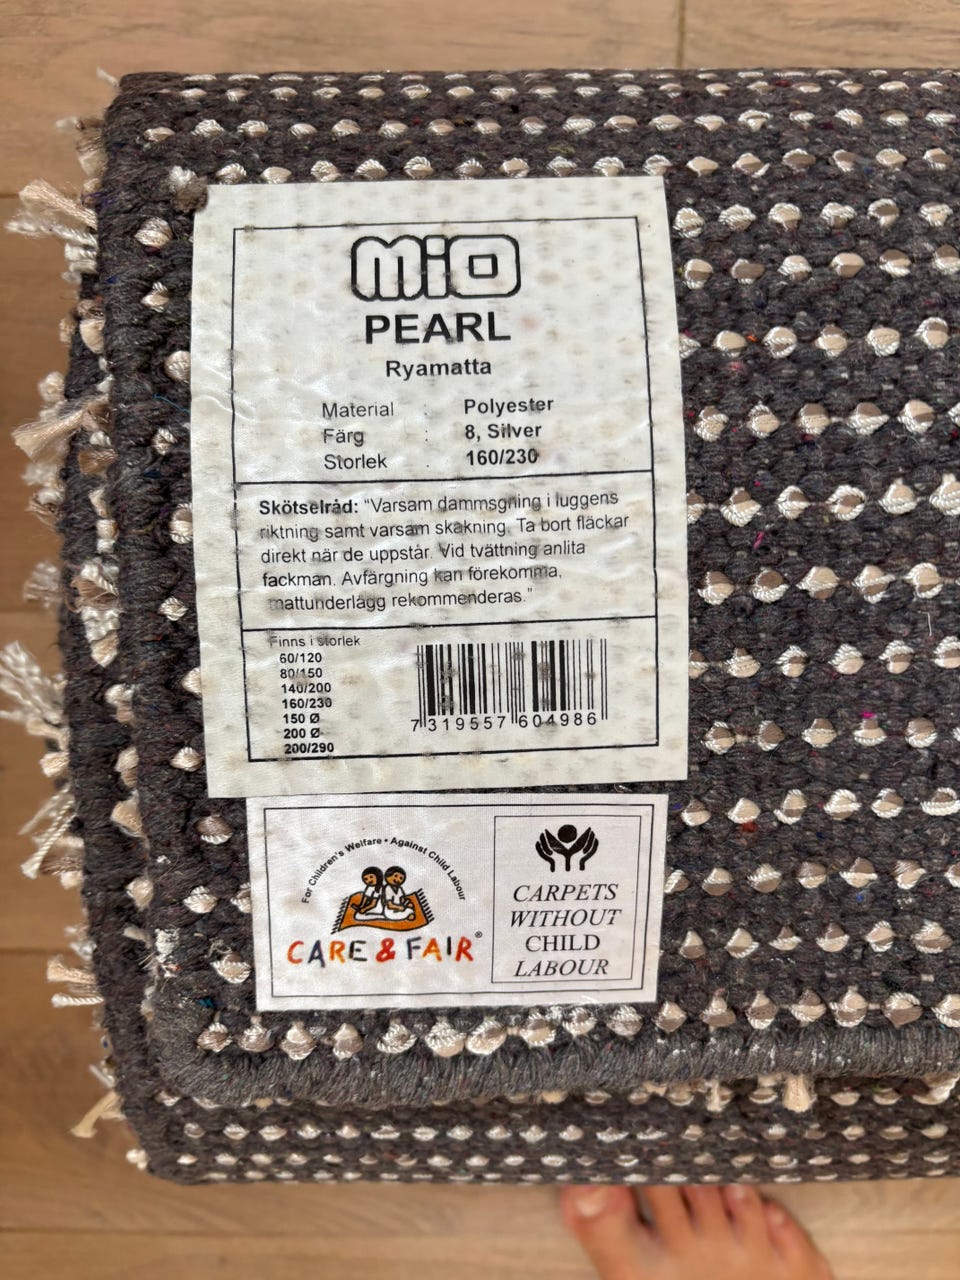 MIO
PEARL
Ryamatta
Material : Polyester
Färg : 8, Silver
Storlek : 160/230
Skötselråd: “Varsam dammsgning i luggens
riktning samt varsam skakning. Ta bort fläckar
direkt när de uppstår. Vid tvättning anlita
fackman. Avfärgning kan förekomma,
mattunderlägg rekommenderas.”
Finns i storlek
60/120
80/150
140/200
160/230
150 Ø
200 Ø
200/290
7 319557 604986
For Children's Welfare • Against Child Labour
CARE & FAIR®
CARPETS
WITHOUT
CHILD
LABOUR